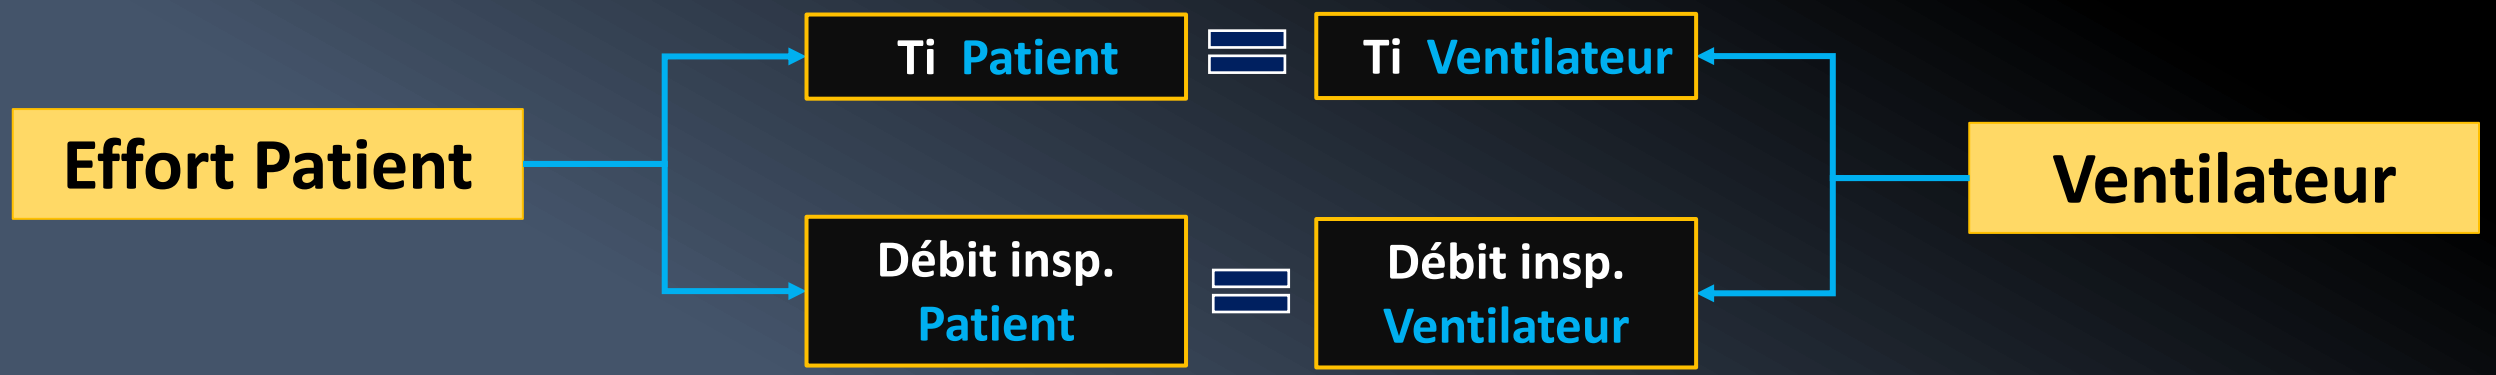 Effort Patient
Ti Patient
Ti Ventilateur
Débit insp.
Patient
Débit insp.
Ventilateur
Ventilateur